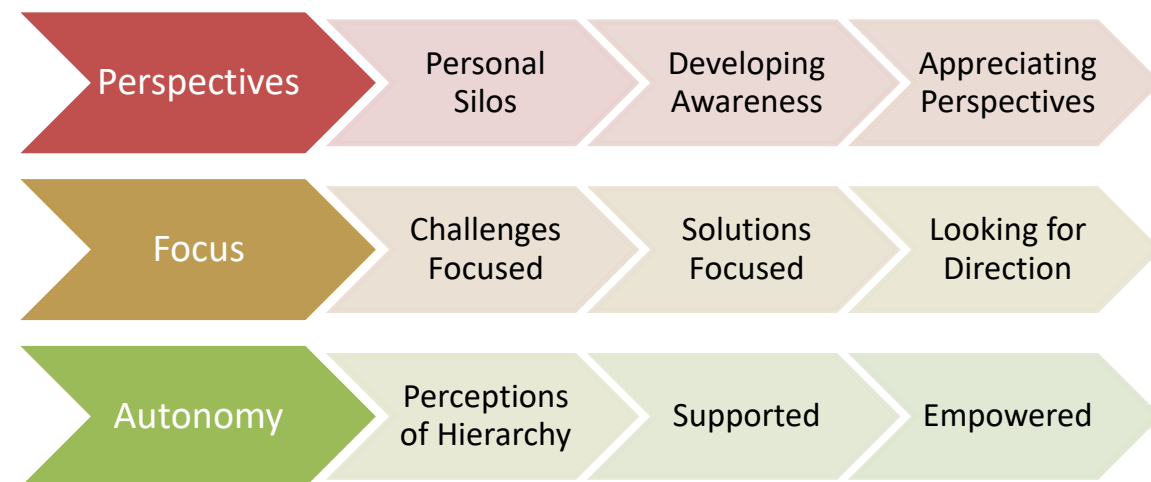 Perspectives
Personal
Silos
Developing
Awareness
Appreciating
Perspectives
Focus
Challenges
Focused
Solutions
Focused
Looking for
Direction
Autonomy
Perceptions
of Hierarchy
Supported
Empowered